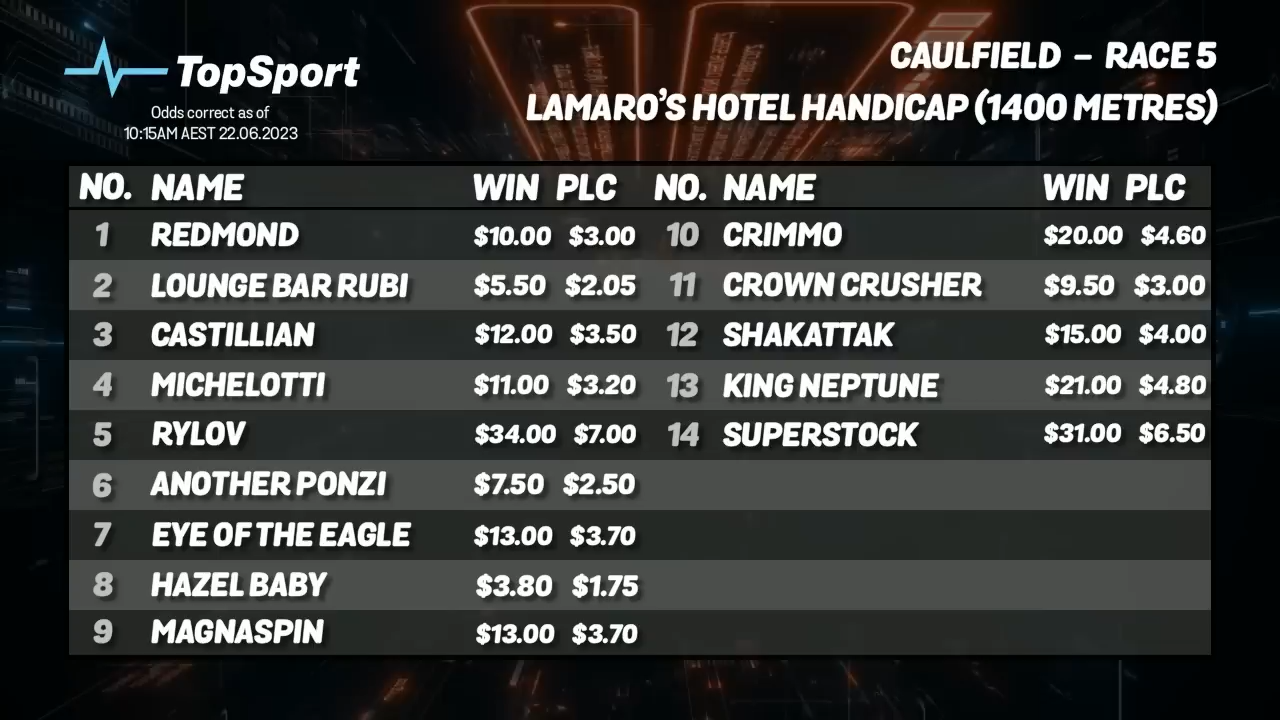 TopSport
Odds correct as of
10:15AM AEST 22.06.2023
CAULFIELD – RACE 5
LAMARO'S HOTEL HANDICAP (1400 METRES)
NO. NAME WIN PLC NO. NAME WIN PLC
1 REDMOND $10.00 $3.00 10 CRIMMO $20.00 $4.60
2 LOUNGE BAR RUBI $5.50 $2.05 11 CROWN CRUSHER $9.50 $3.00
3 CASTILLIAN $12.00 $3.50 12 SHAKATTAK $15.00 $4.00
4 MICHELOTTI $11.00 $3.20 13 KING NEPTUNE $21.00 $4.80
5 RYLOV $34.00 $7.00 14 SUPERSTOCK $31.00 $6.50
6 ANOTHER PONZI $7.50 $2.50
7 EYE OF THE EAGLE $13.00 $3.70
8 HAZEL BABY $3.80 $1.75
9 MAGNASPIN $13.00 $3.70